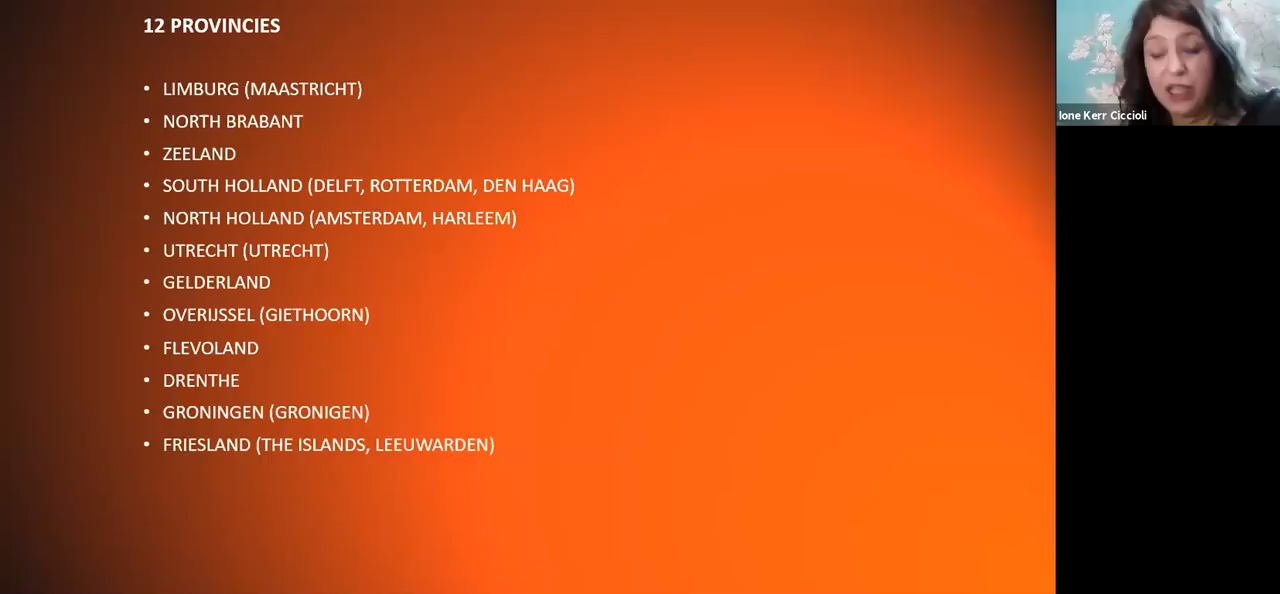 12 PROVINCIES
• LIMBURG (MAASTRICHT)
• NORTH BRABANT
• ZEELAND
• SOUTH HOLLAND (DELFT, ROTTERDAM, DEN HAAG)
• NORTH HOLLAND (AMSTERDAM, HARLEEM)
• UTRECHT (UTRECHT)
• GELDERLAND
• OVERIJSSEL (GIETHOORN)
• FLEVOLAND
• DRENTHE
• GRONINGEN (GRONIGEN)
• FRIESLAND (THE ISLANDS, LEEUWARDEN)
Ione Kerr Ciccioli